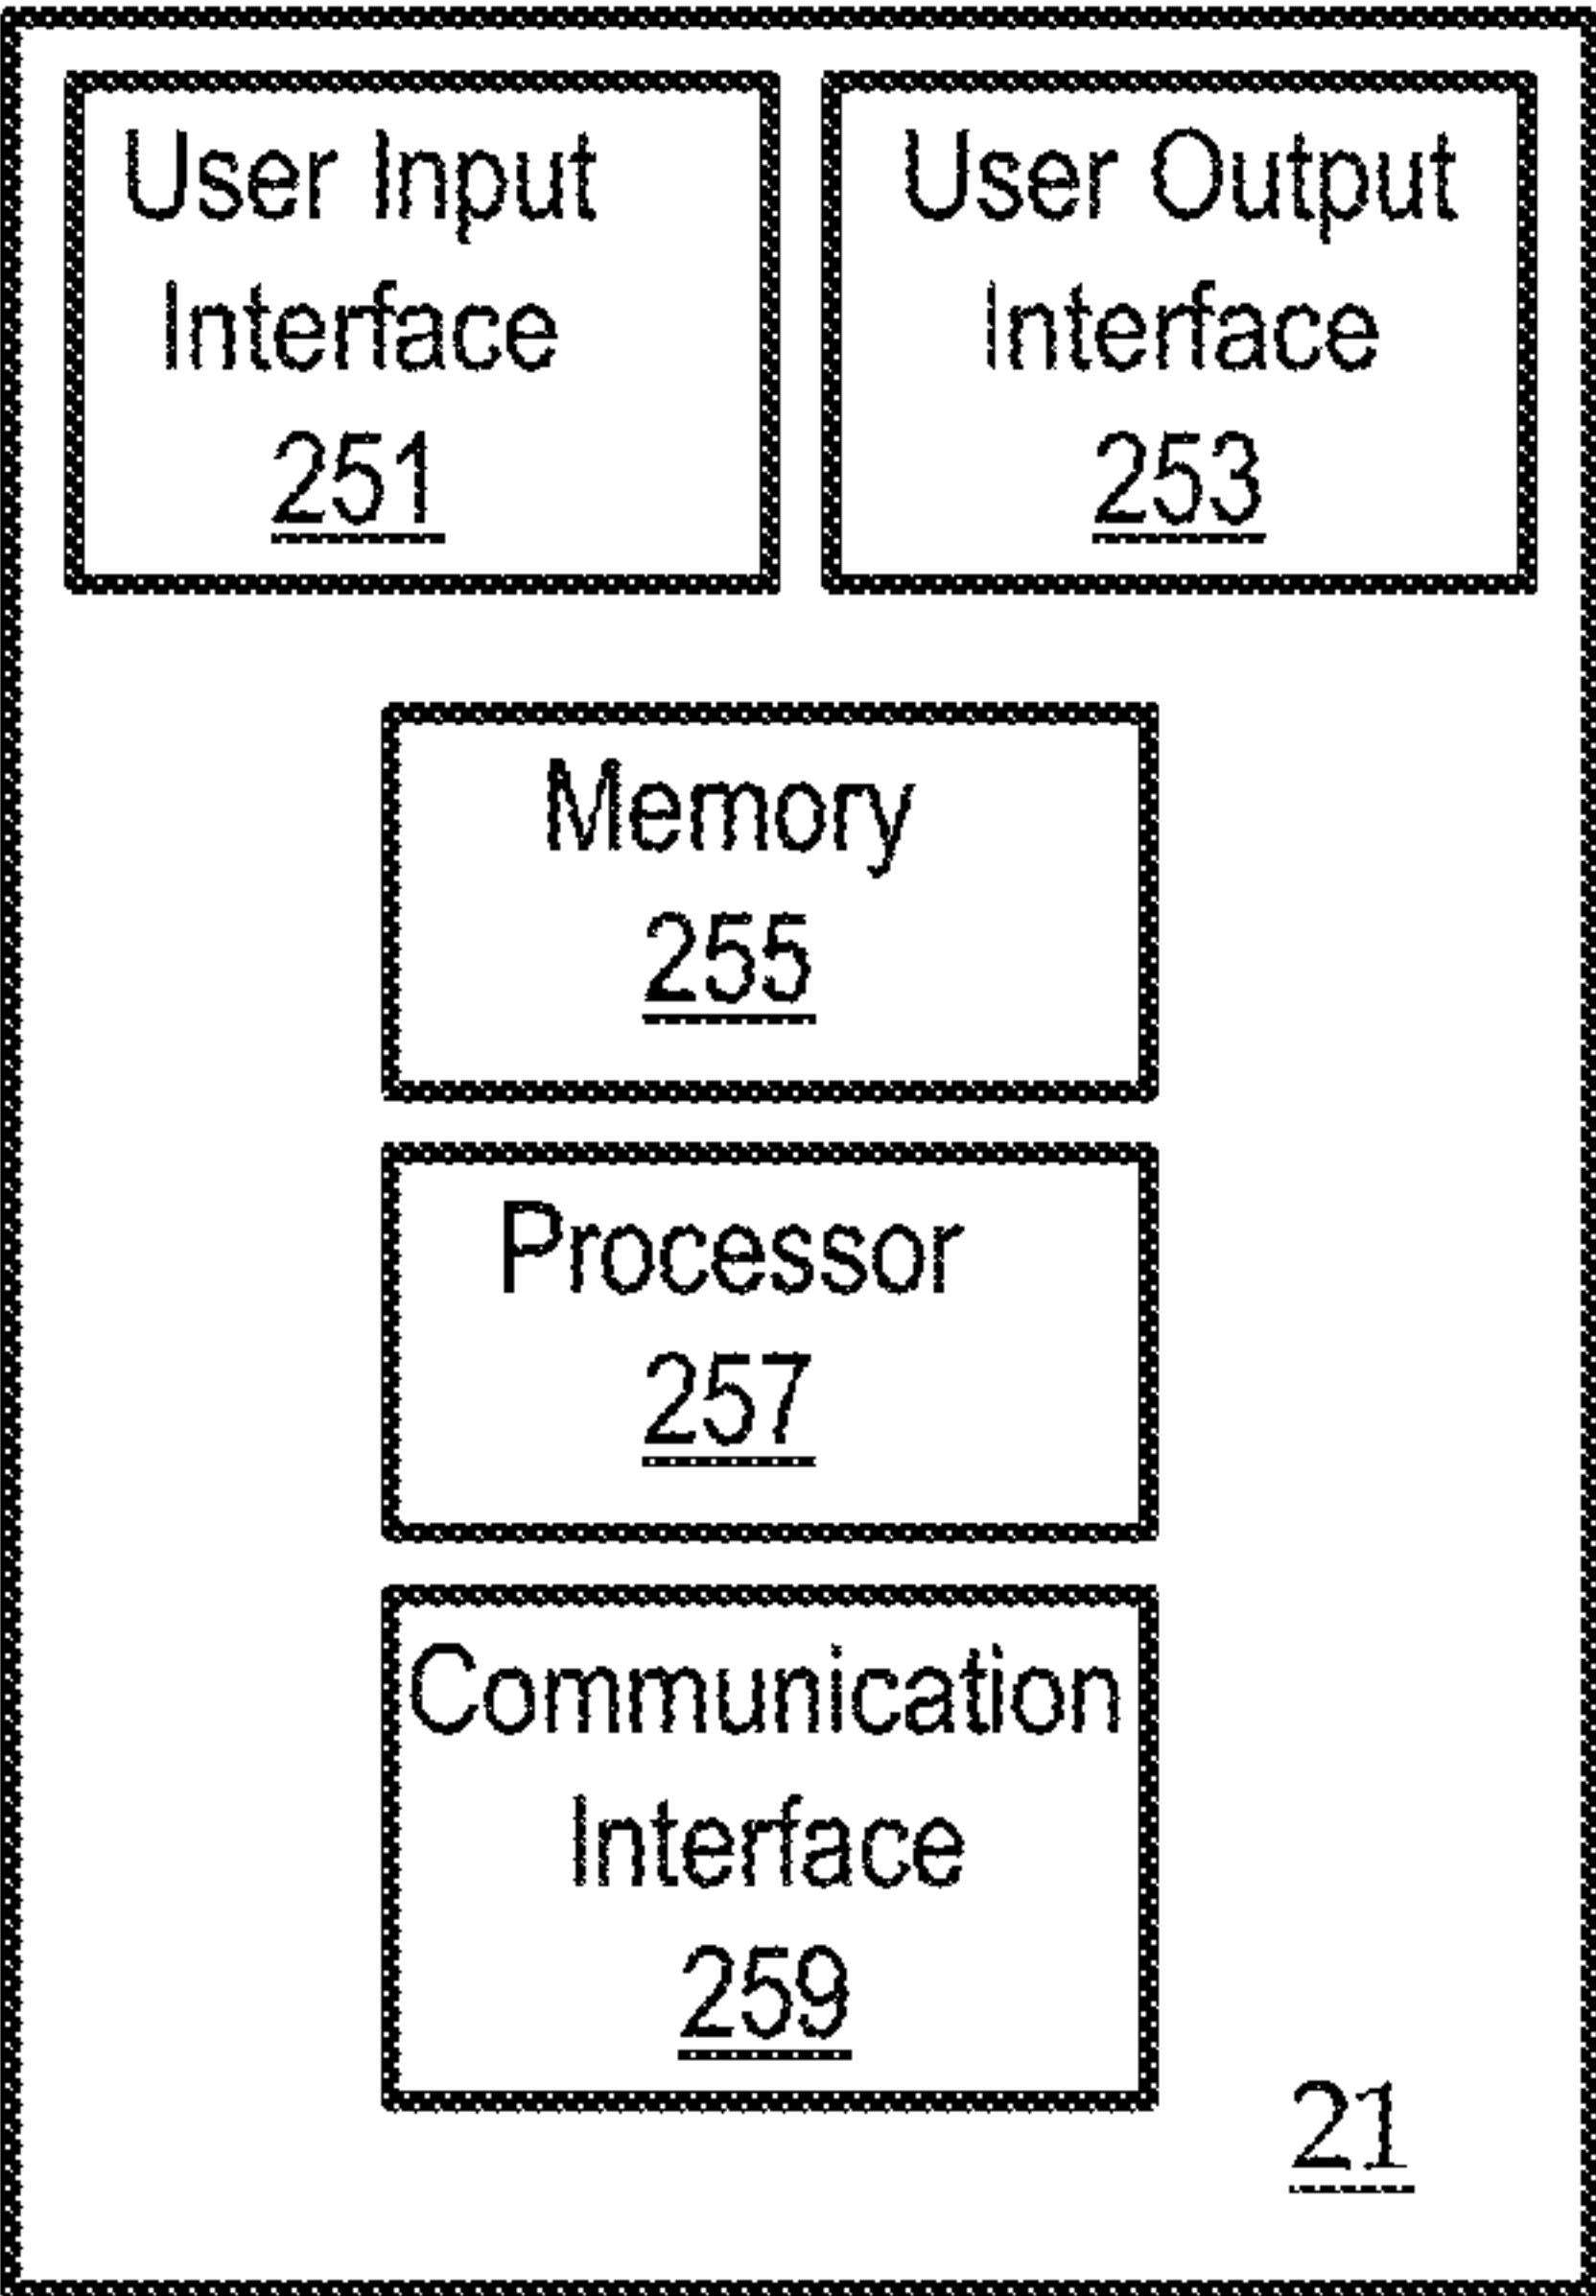 User Input
Interface
251
User Output
Interface
253
Memory
255
Processor
257
Communication
Interface
259
21